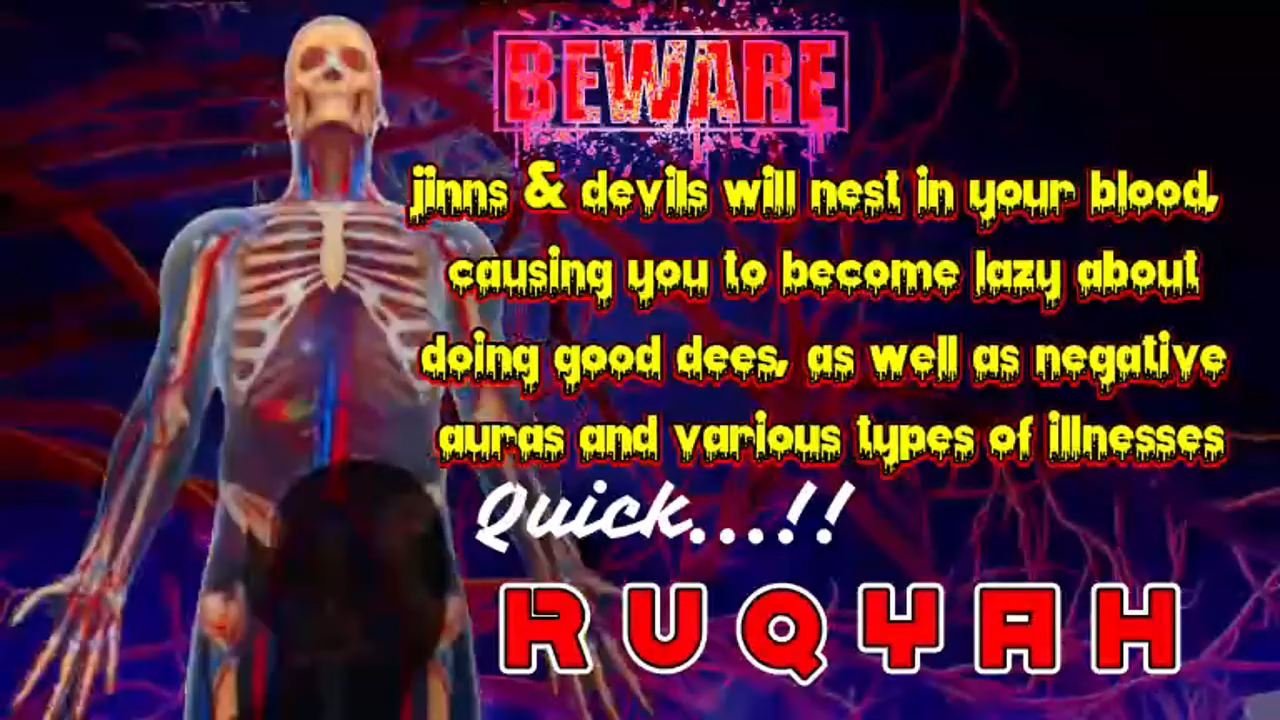 BEWARE
jinns & devils will nest in your blood,
causing you to become lazy about
doing good dees, as well as negative
auras and various types of illnesses
Quick...!!
RUQYAH